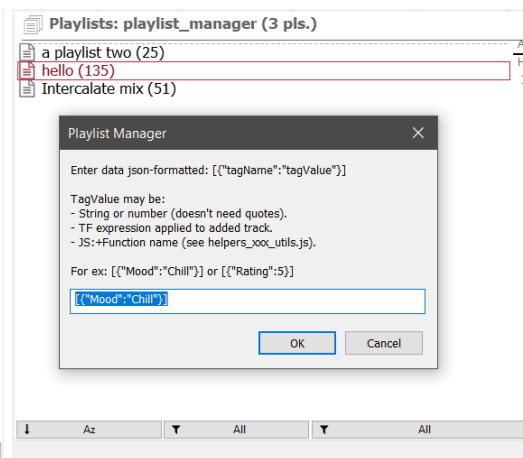 Playlists: playlist_manager (3 pls.)
a playlist two (25)
hello (135)
Intercalate mix (51)
Playlist Manager
Enter data json-formatted: [{"tagName":"tagValue"}]
TagValue may be:
- String or number (doesn't need quotes).
- TF expression applied to added track.
- JS:+Function name (see helpers_xxx_utils.js).
For ex: [{"Mood":"Chill"}] or [{"Rating":5}]
[{"Mood":"Chill"}]
OK Cancel
Az All All